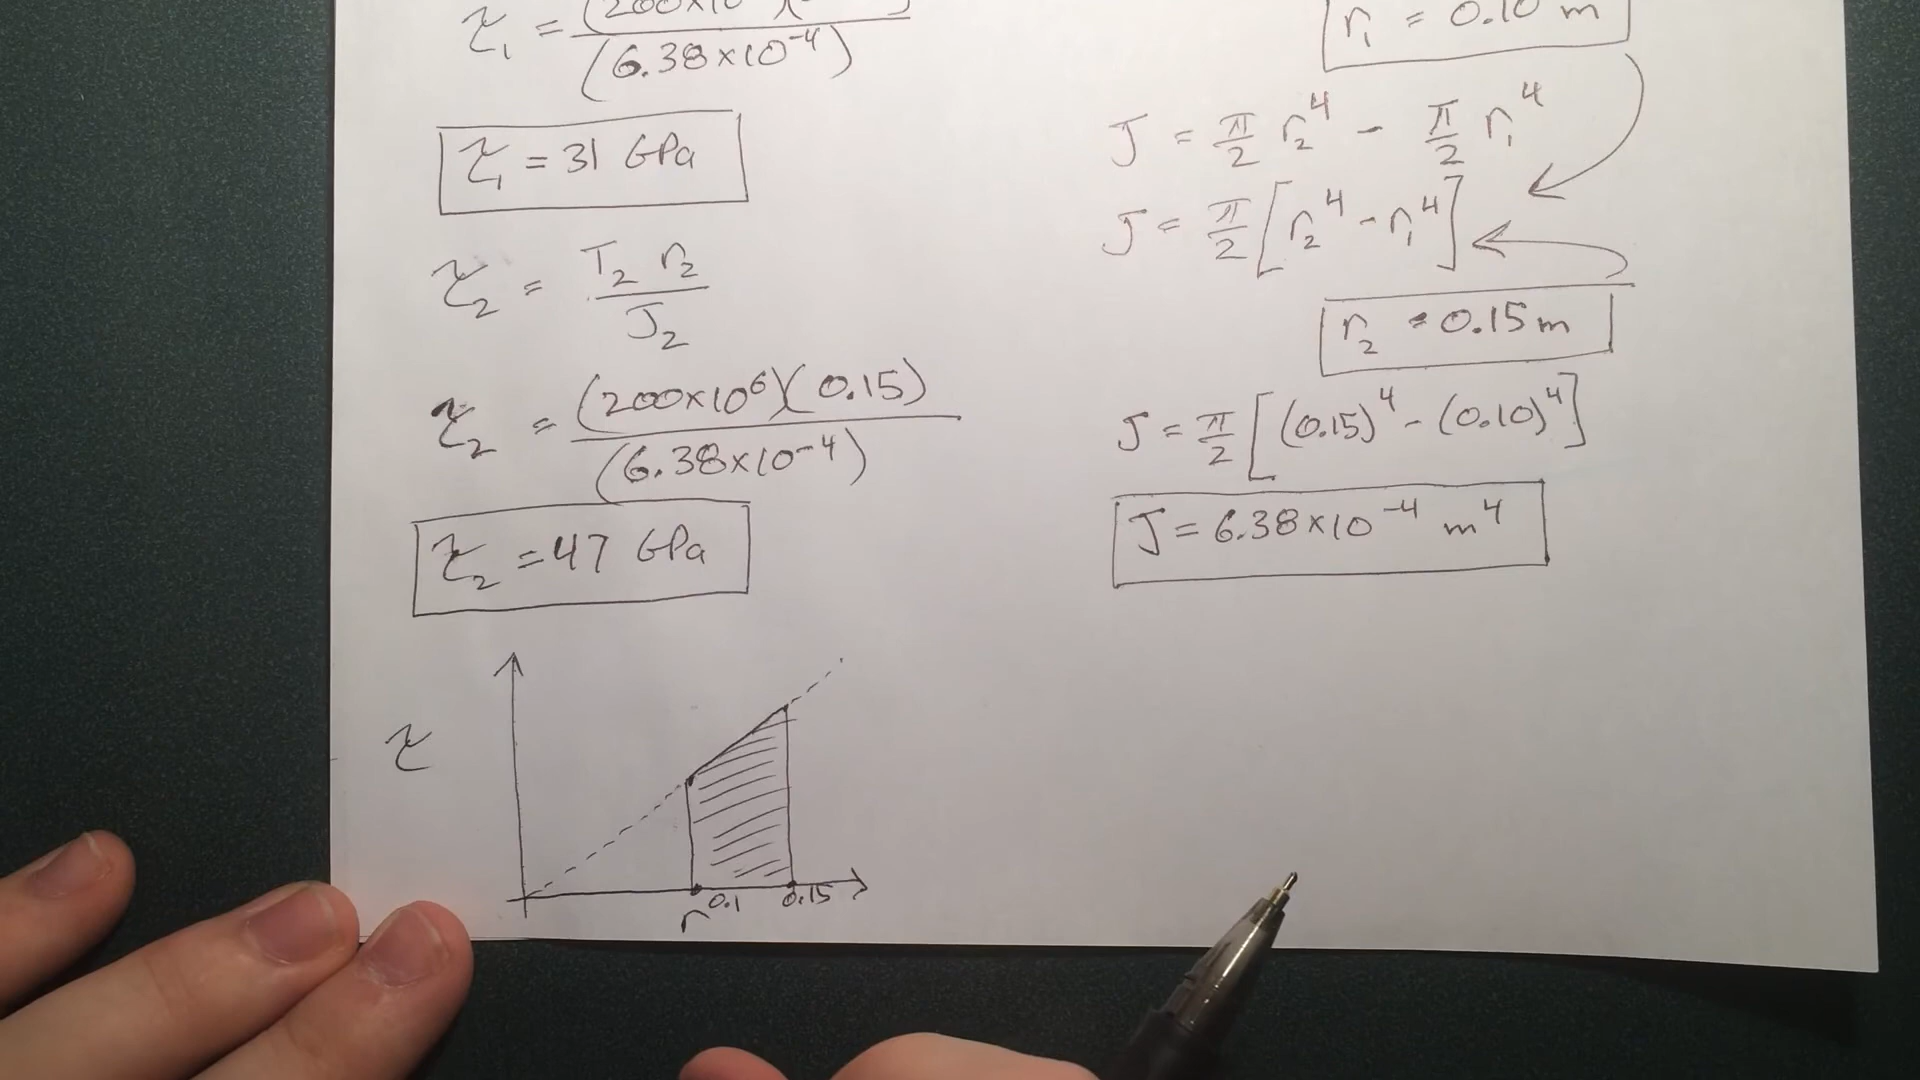 τ₁ = (200×10
(6.38×10⁻⁴)
τ₁ = 31 GPa
τ₂ = T₂ r₂ / J₂
τ₂ = (200×10⁶)(0.15) / (6.38×10⁻⁴)
τ₂ = 47 GPa
τ
r 0.1 0.15
r₁ = 0.10 m
J = π/2 r₂⁴ - π/2 r₁⁴
J = π/2 [r₂⁴ - r₁⁴]
r₂ = 0.15 m
J = π/2 [(0.15)⁴ - (0.10)⁴]
J = 6.38×10⁻⁴ m⁴